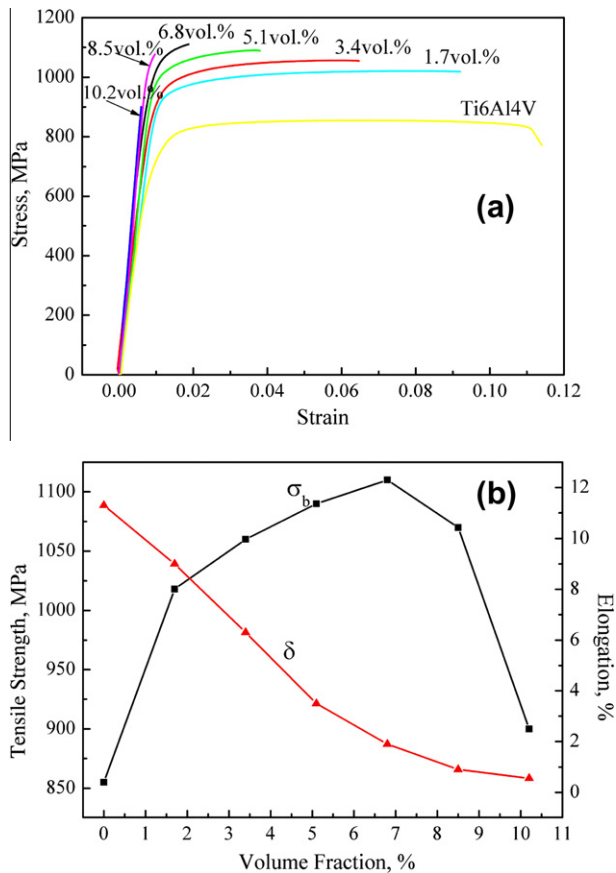 1200
6.8vol.%
5.1vol.%
8.5vol.%
3.4vol.%
1.7vol.%
1000
10.2vol.%
Ti6Al4V
800
(a)
600
400
200
0
Stress, MPa
0.00 0.02 0.04 0.06 0.08 0.10 0.12
Strain
σb
(b)
1100
1050
1000
950
900
850
Tensile Strength, MPa
δ
12
10
8
6
4
2
0
Elongation, %
0 1 2 3 4 5 6 7 8 9 10 11
Volume Fraction, %